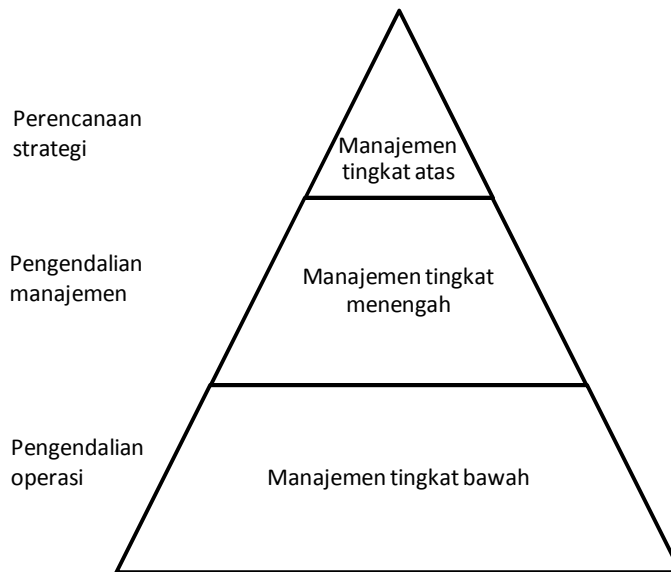 Perencanaan
strategi
Manajemen
tingkat atas
Pengendalian
manajemen
Manajemen tingkat
menengah
Pengendalian
operasi
Manajemen tingkat bawah